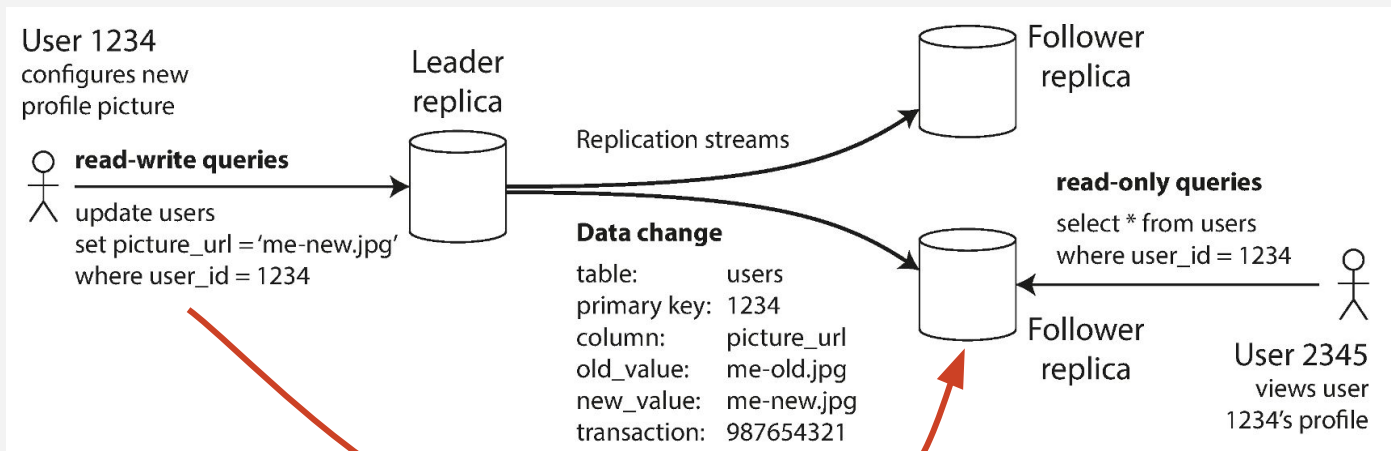 User 1234
configures new
profile picture
read-write queries
update users
set picture_url =‘me-new.jpg’
where user_id = 1234
Leader
replica
Replication streams
Data change
table: users
primary key: 1234
column: picture_url
old_value: me-old.jpg
new_value: me-new.jpg
transaction: 987654321
Follower
replica
read-only queries
select * from users
where user_id = 1234
Follower
replica
User 2345
views user
1234’s profile